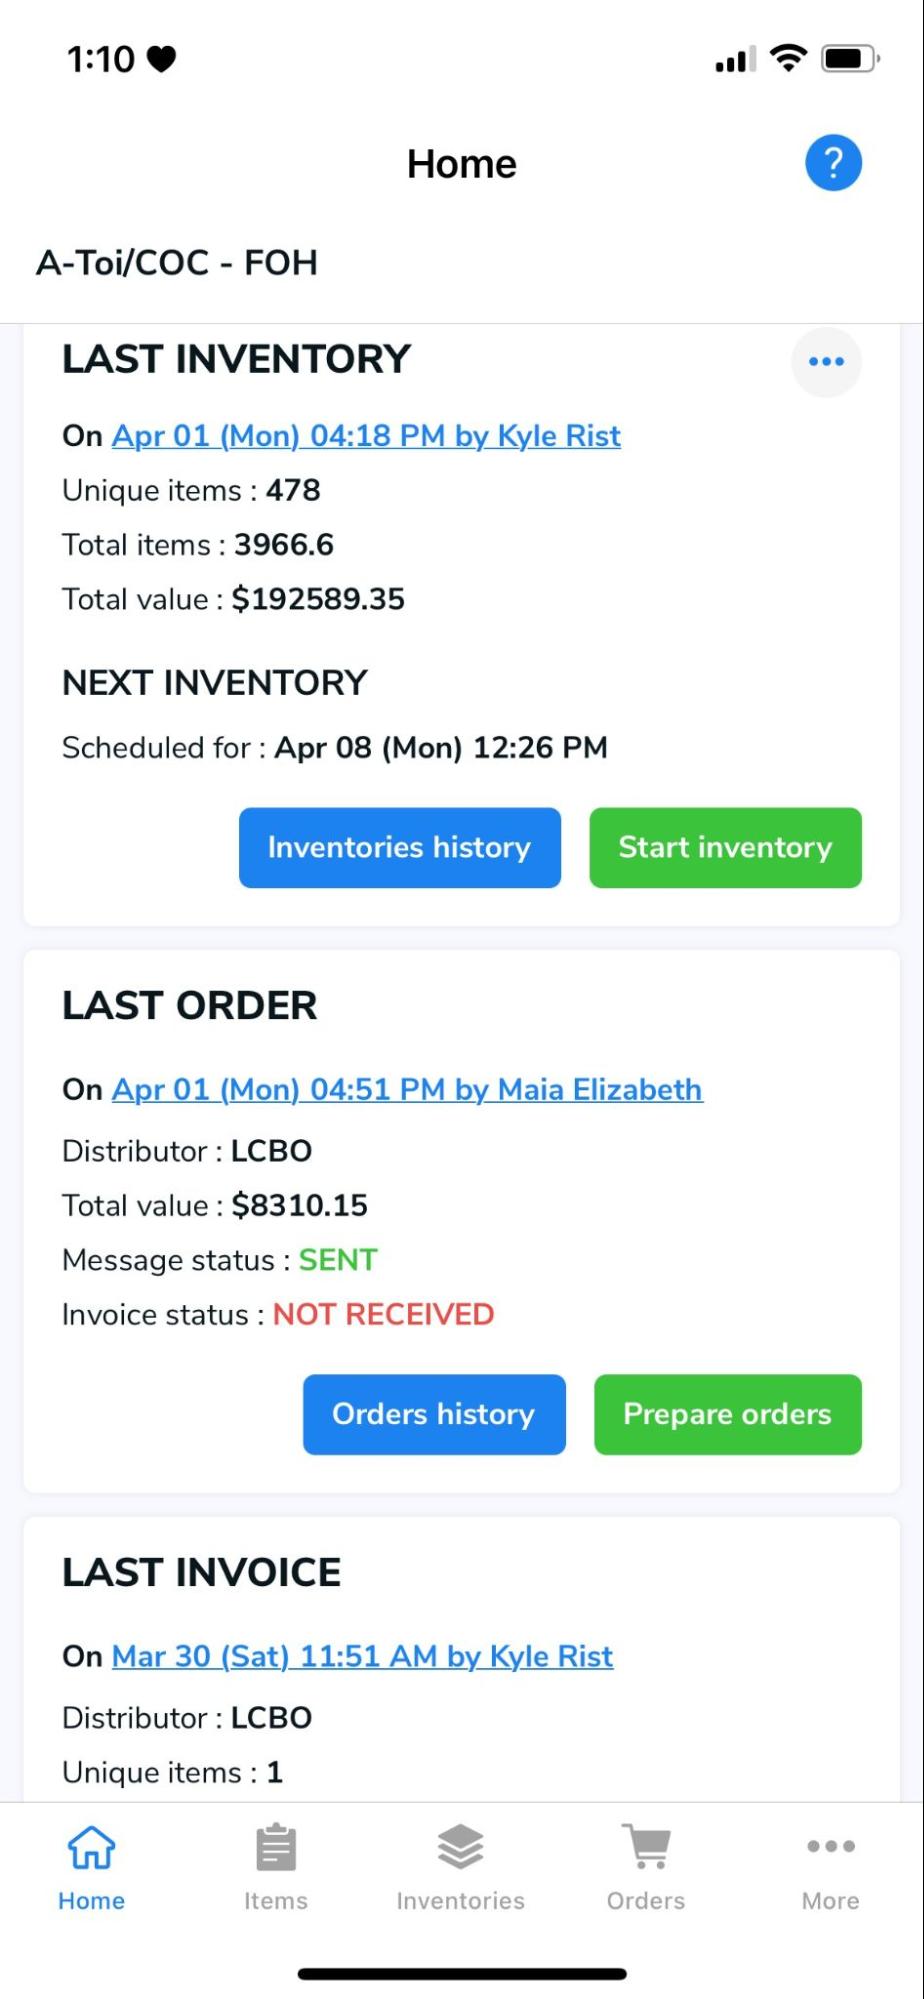 1:10
Home
?
A-Toi/COC - FOH
LAST INVENTORY
On Apr 01 (Mon) 04:18 PM by Kyle Rist
Unique items : 478
Total items : 3966.6
Total value : $192589.35
NEXT INVENTORY
Scheduled for : Apr 08 (Mon) 12:26 PM
Inventories history
Start inventory
LAST ORDER
On Apr 01 (Mon) 04:51 PM by Maia Elizabeth
Distributor : LCBO
Total value : $8310.15
Message status : SENT
Invoice status : NOT RECEIVED
Orders history
Prepare orders
LAST INVOICE
On Mar 30 (Sat) 11:51 AM by Kyle Rist
Distributor : LCBO
Unique items : 1
Home
Items
Inventories
Orders
More